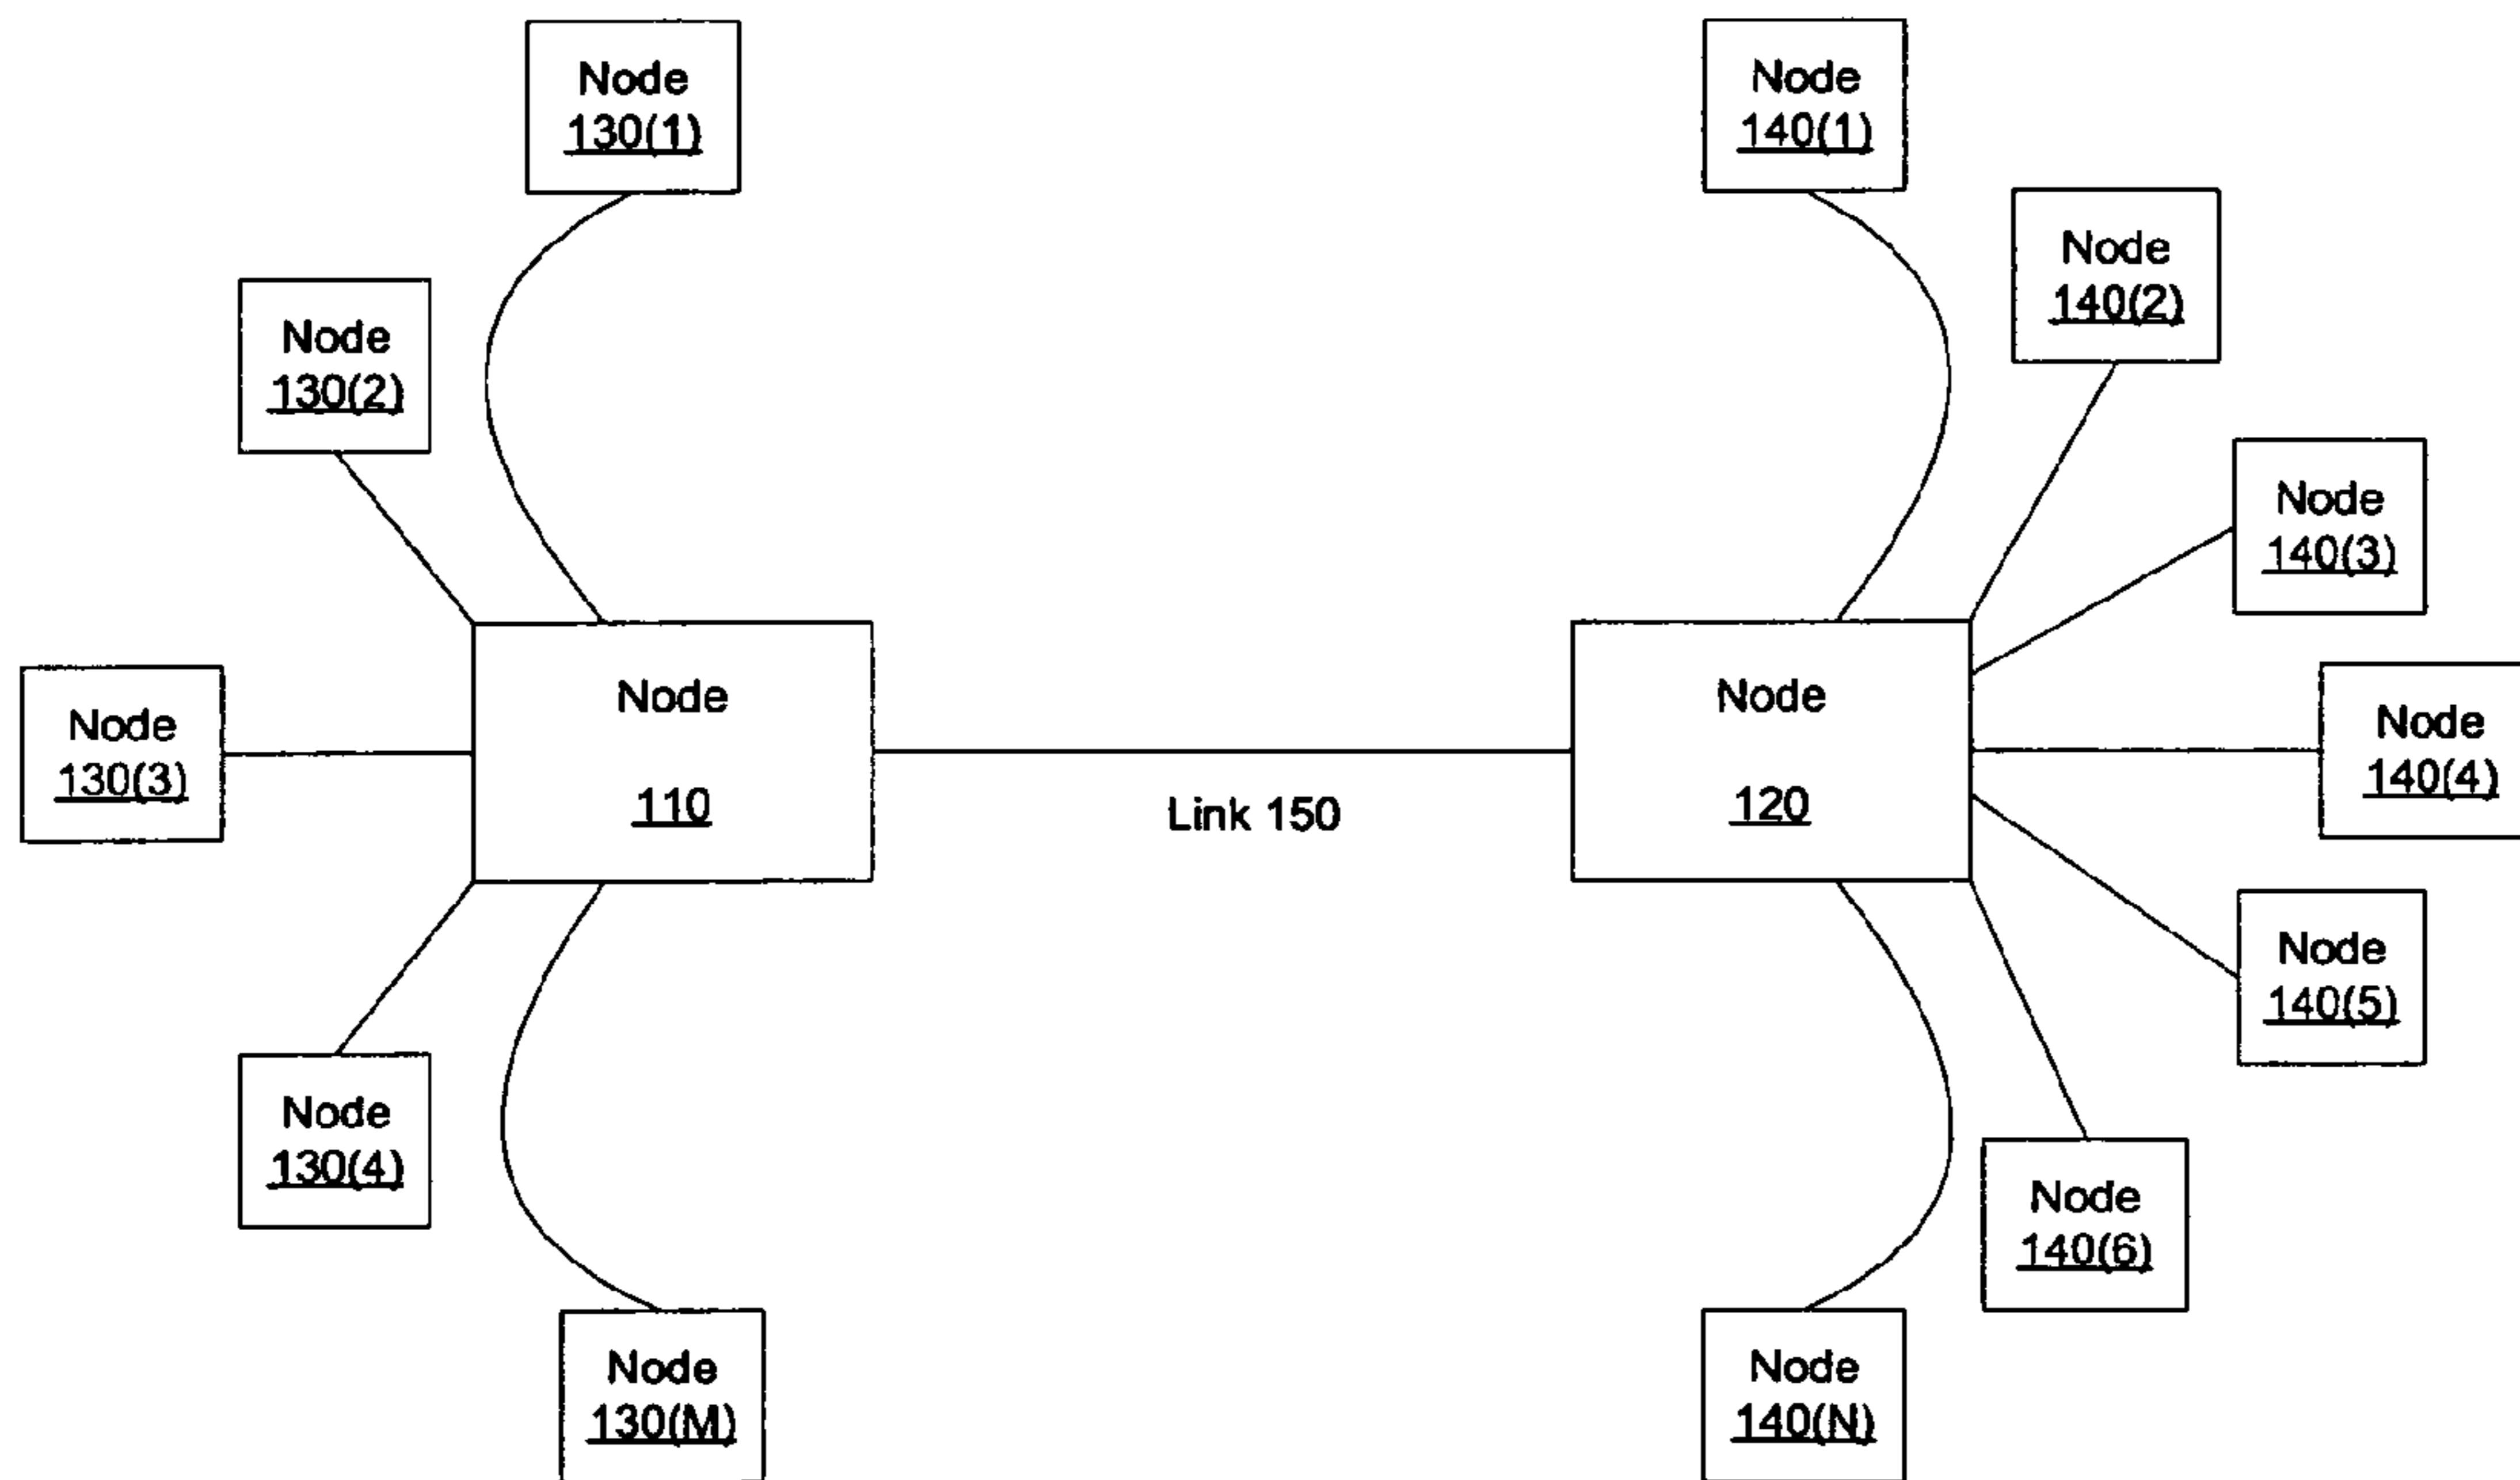 Node
130(1)
Node
140(1)
Node
140(2)
Node
130(2)
Node
140(3)
Node
130(3)
Node
110
Link 150
Node
120
Node
140(4)
Node
140(5)
Node
130(4)
Node
140(6)
Node
130(M)
Node
140(N)